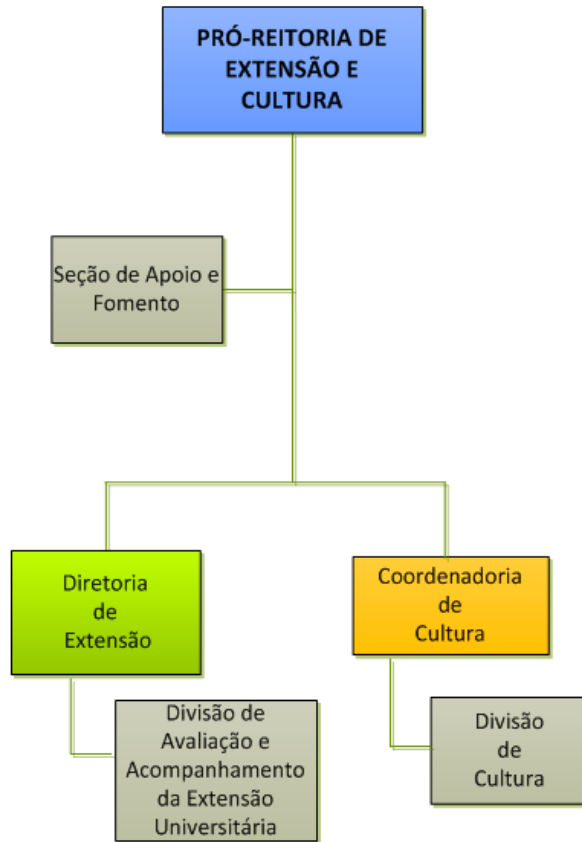 PRÓ-REITORIA DE
EXTENSÃO E
CULTURA
Seção de Apoio e
Fomento
Diretoria
de
Extensão
Coordenadoria
de
Cultura
Divisão de
Avaliação e
Acompanhamento
da Extensão
Universitária
Divisão
de
Cultura